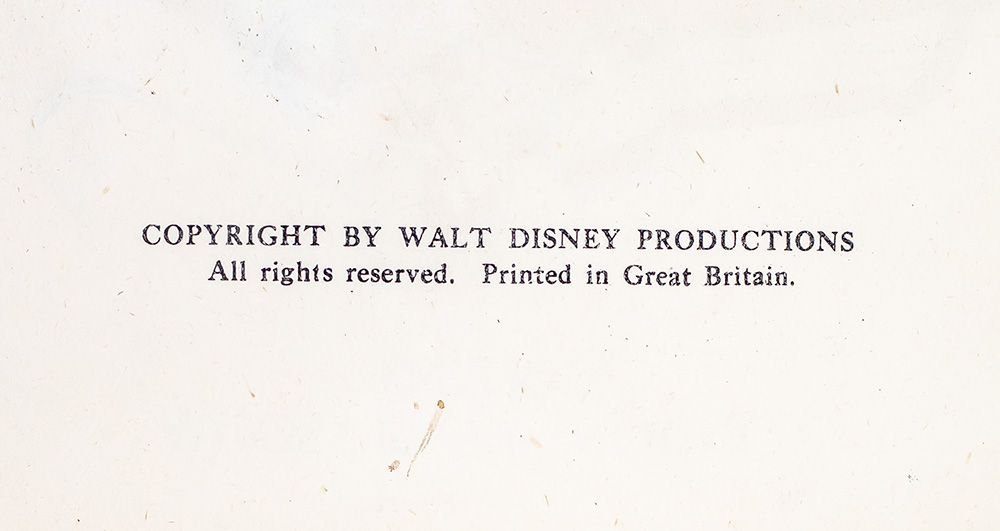 COPYRIGHT BY WALT DISNEY PRODUCTIONS
All rights reserved. Printed in Great Britain.